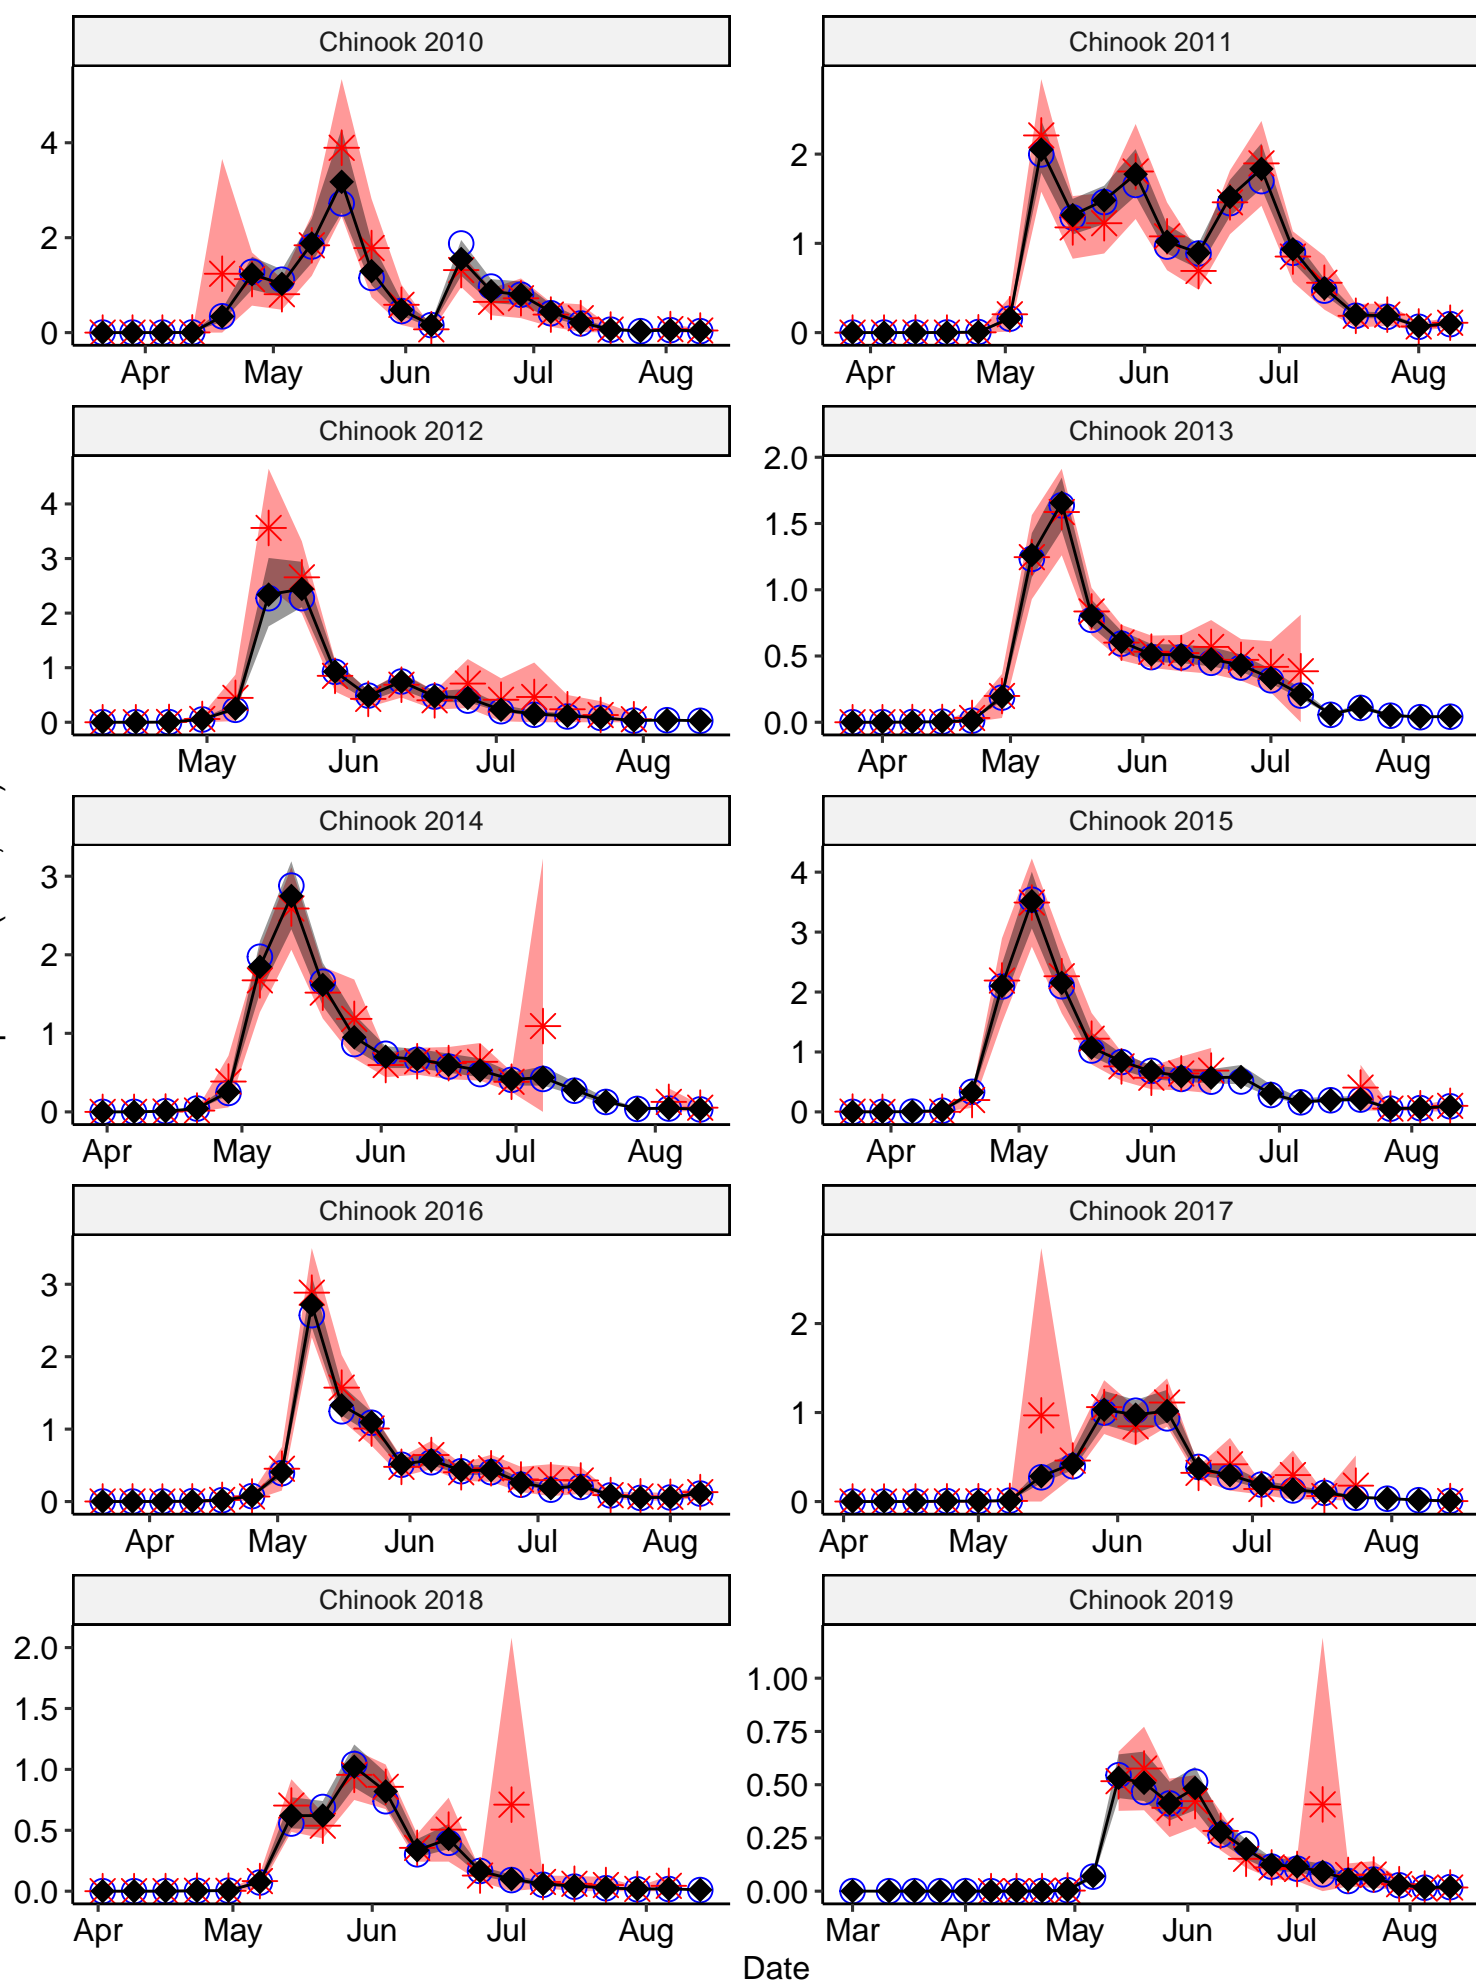 Chinook 2010
Chinook 2011
4
2
0
Apr May Jun Jul Aug
2
1
0
Apr May Jun Jul Aug
Chinook 2012
Chinook 2013
4
3
2
1
0
May Jun Jul Aug
2.0
1.5
1.0
0.5
0.0
Apr May Jun Jul Aug
Chinook 2014
Chinook 2015
3
2
1
0
Apr May Jun Jul Aug
4
3
2
1
0
Apr May Jun Jul Aug
Chinook 2016
Chinook 2017
3
2
1
0
Apr May Jun Jul Aug
2
1
0
Apr May Jun Jul Aug
Chinook 2018
Chinook 2019
2.0
1.5
1.0
0.5
0.0
Apr May Jun Jul Aug
1.00
0.75
0.50
0.25
0.00
Mar Apr May Jun Jul Aug
Date